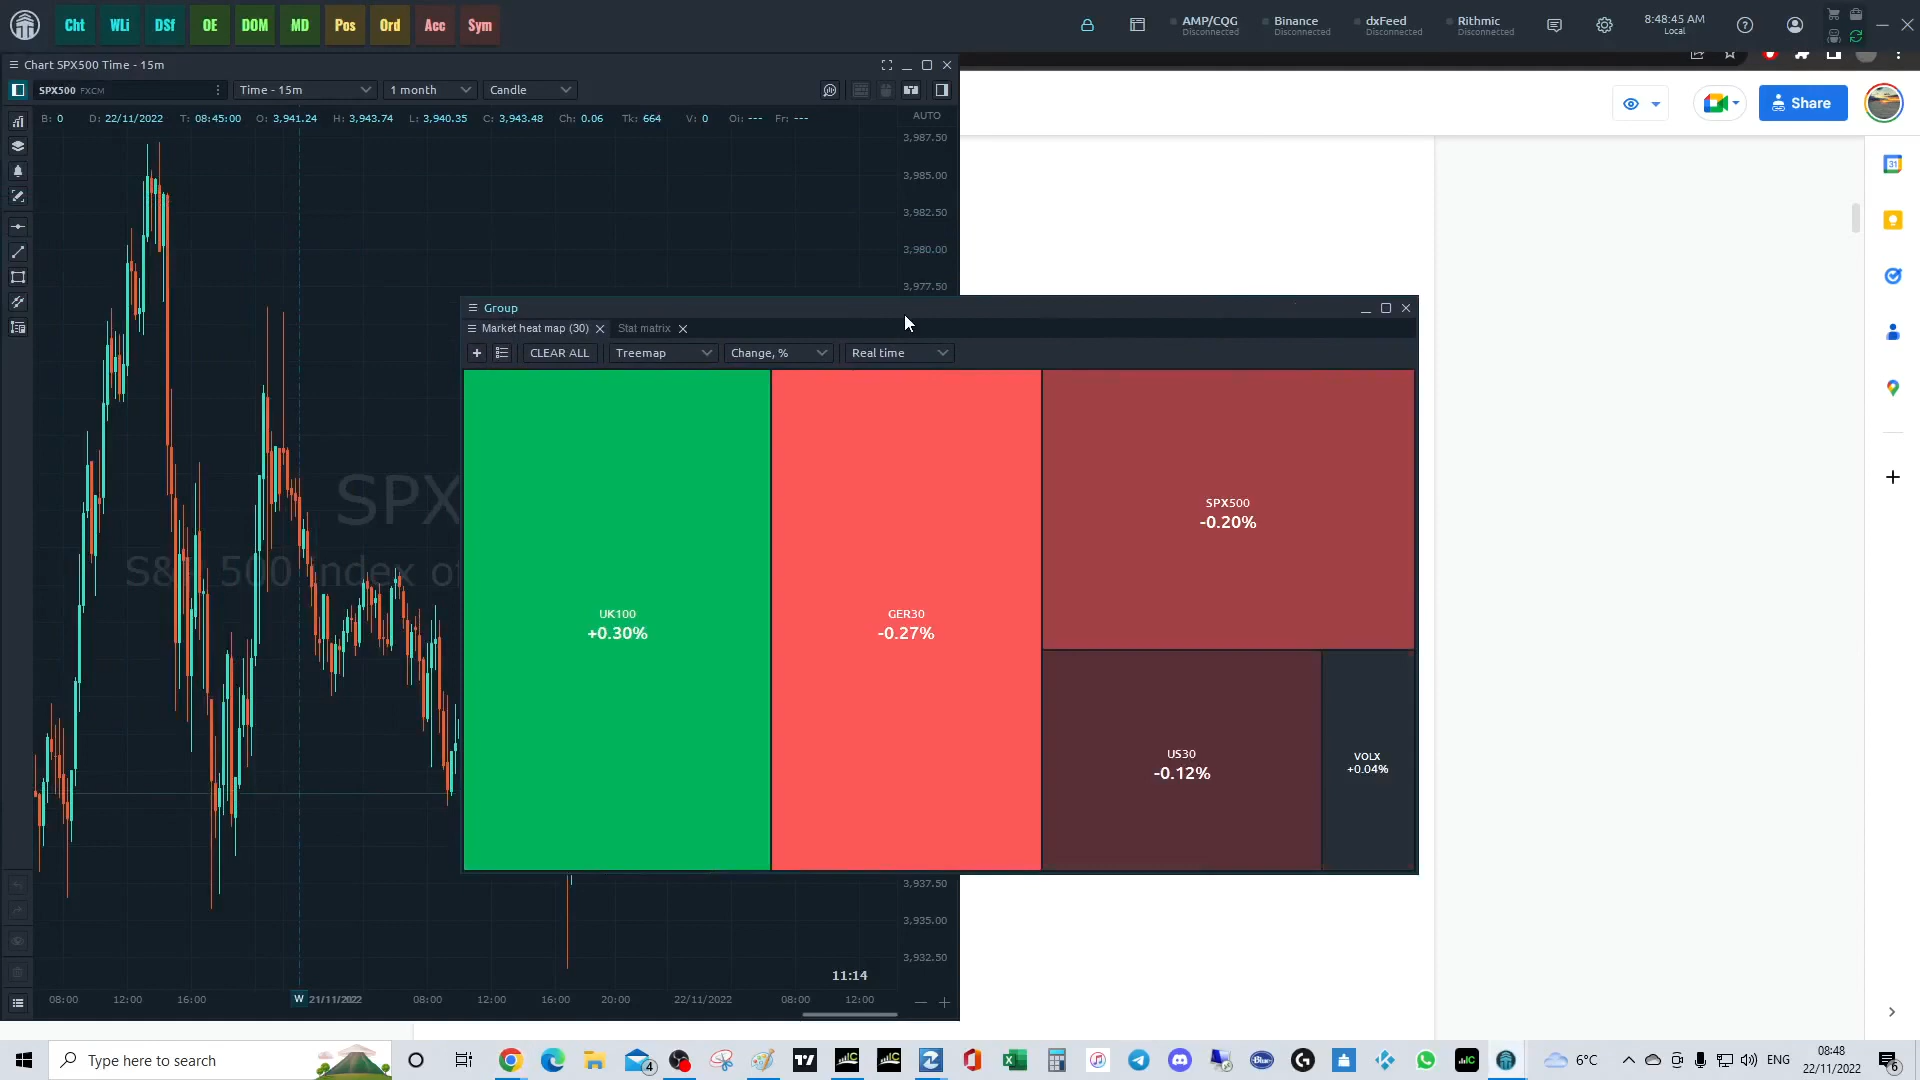 Cht WLi DSf OE DOM MD Pos Ord Acc Sym
AMP/CQG Disconnected
Binance Disconnected
dxFeed Disconnected
Rithmic Disconnected
8:48:45 AM
Local
Chart SPX500 Time - 15m
SPX500 FXCM
Time - 15m
1 month
Candle
Share
B: 0 D: 22/11/2022 T: 08:45:00 O: 3,941.24 H: 3,943.74 L: 3,940.35 C: 3,943.48 Ch: 0.06 Tk: 664 V: 0 Oi: --- Fr: ---
AUTO
3,987.50
3,985.00
3,982.50
3,980.00
3,977.50
31
Group
Market heat map (30)
Stat matrix
CLEAR ALL
Treemap
Change, %
Real time
SPX
S&P 500 index of
UK100
+0.30%
GER30
-0.27%
SPX500
-0.20%
US30
-0.12%
VOLX
+0.04%
3,937.50
3,935.00
3,932.50
11:14
08:00 12:00 16:00 W 21/11/2022 08:00 12:00 16:00 20:00 22/11/2022 08:00 12:00
Type here to search
4
6°C
ENG
08:48
22/11/2022
6